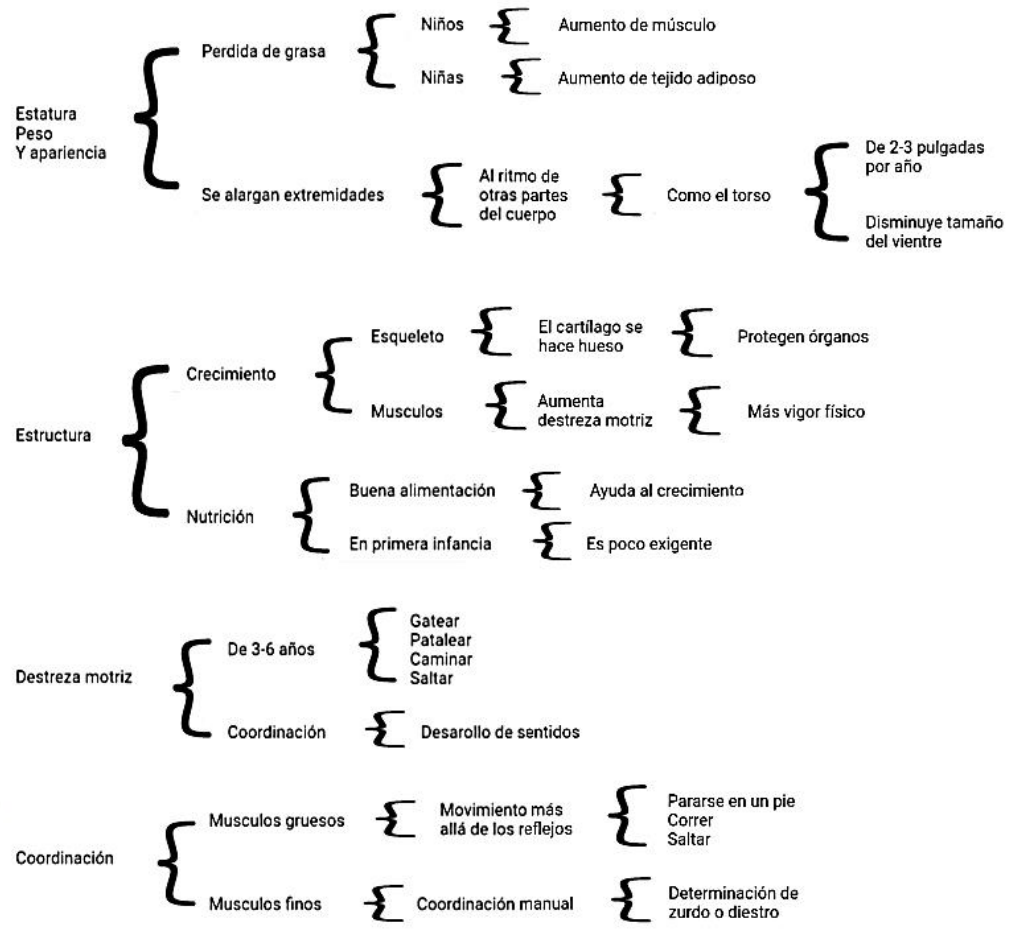 Estatura
Peso
Y apariencia
Perdida de grasa
Niños
Aumento de músculo
Niñas
Aumento de tejido adiposo
Se alargan extremidades
Al ritmo de
otras partes
del cuerpo
Como el torso
De 2-3 pulgadas
por año
Disminuye tamaño
del vientre
Estructura
Crecimiento
Esqueleto
El cartílago se
hace hueso
Protegen órganos
Musculos
Aumenta
destreza motriz
Más vigor físico
Nutrición
Buena alimentación
Ayuda al crecimiento
En primera infancia
Es poco exigente
Destreza motriz
De 3-6 años
Gatear
Patalear
Caminar
Saltar
Coordinación
Desarollo de sentidos
Coordinación
Musculos gruesos
Movimiento más
allá de los reflejos
Pararse en un pie
Correr
Saltar
Musculos finos
Coordinación manual
Determinación de
zurdo o diestro